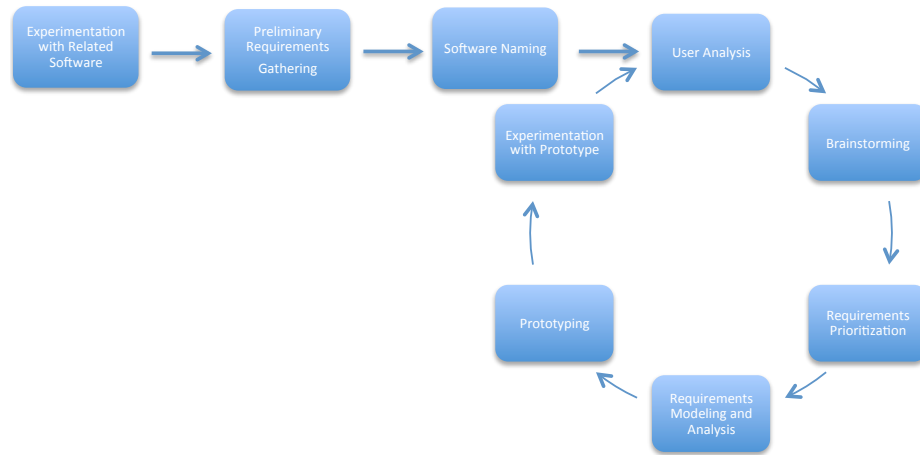 Experimentation
with Related
Software
Preliminary
Requirements
Gathering
Software Naming
User Analysis
Experimentation
with Prototype
Brainstorming
Prototyping
Requirements
Prioritization
Requirements
Modeling and
Analysis